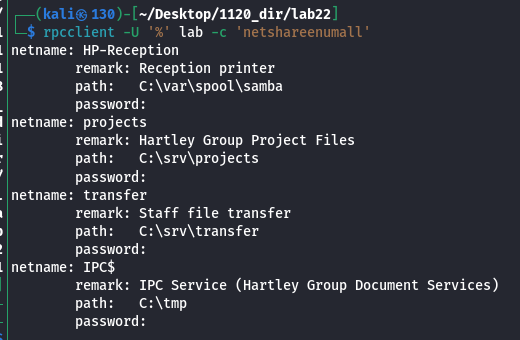 (kali㉿130)-[~/Desktop/1120_dir/lab22]
$ rpcclient -U '%' lab -c 'netshareenumall'
netname: HP-Reception
remark: Reception printer
path: C:\var\spool\samba
password:
netname: projects
remark: Hartley Group Project Files
path: C:\srv\projects
password:
netname: transfer
remark: Staff file transfer
path: C:\srv\transfer
password:
netname: IPC$
remark: IPC Service (Hartley Group Document Services)
path: C:\tmp
password: